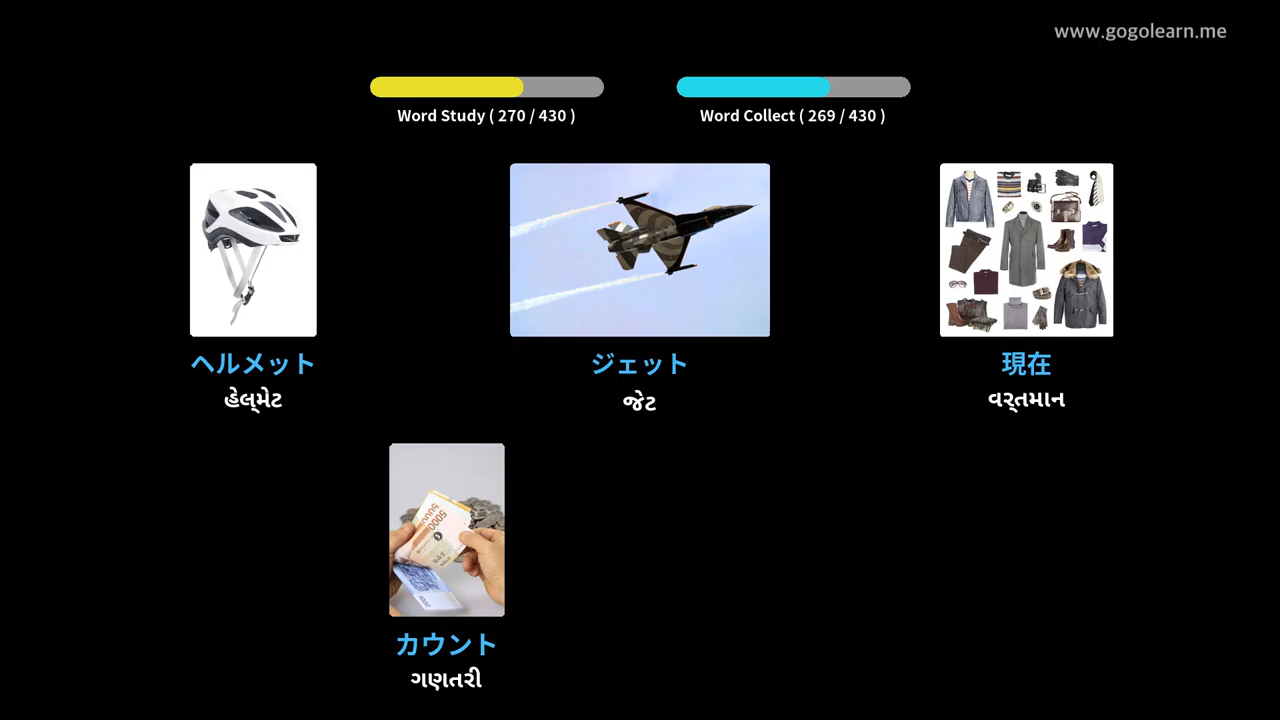 www.gogolearn.me
Word Study ( 270 / 430 )
Word Collect ( 269 / 430 )
ヘルメット
ジェット
現在
હેલ્મેટ
જેટ
વર્તમાન
カウント
ગણતરી